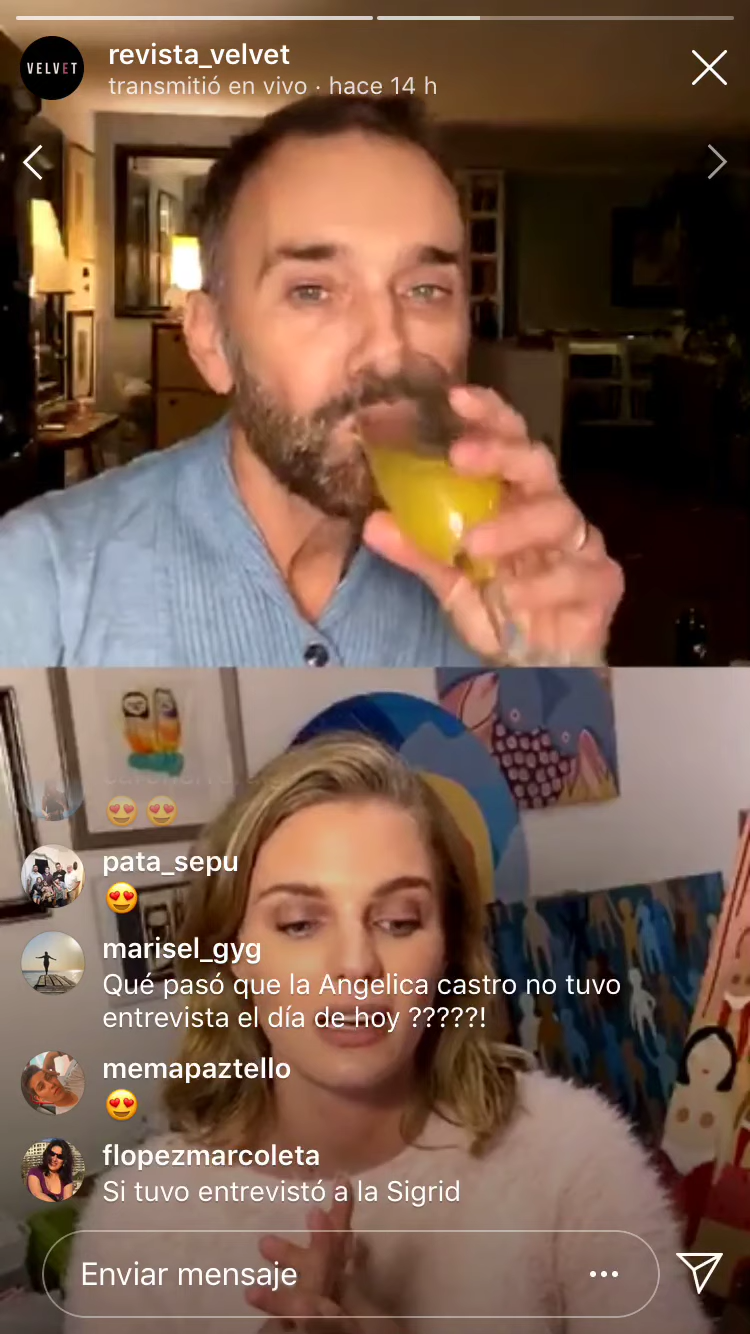 VELVET
revista_velvet
transmitió en vivo · hace 14 h
😍 😍
pata_sepu
😍
marisel_gyg
Qué pasó que la Angelica castro no tuvo
entrevista el día de hoy ?????!
memapaztello
😍
flopezmarcoleta
Si tuvo entrevistó a la Sigrid
Enviar mensaje